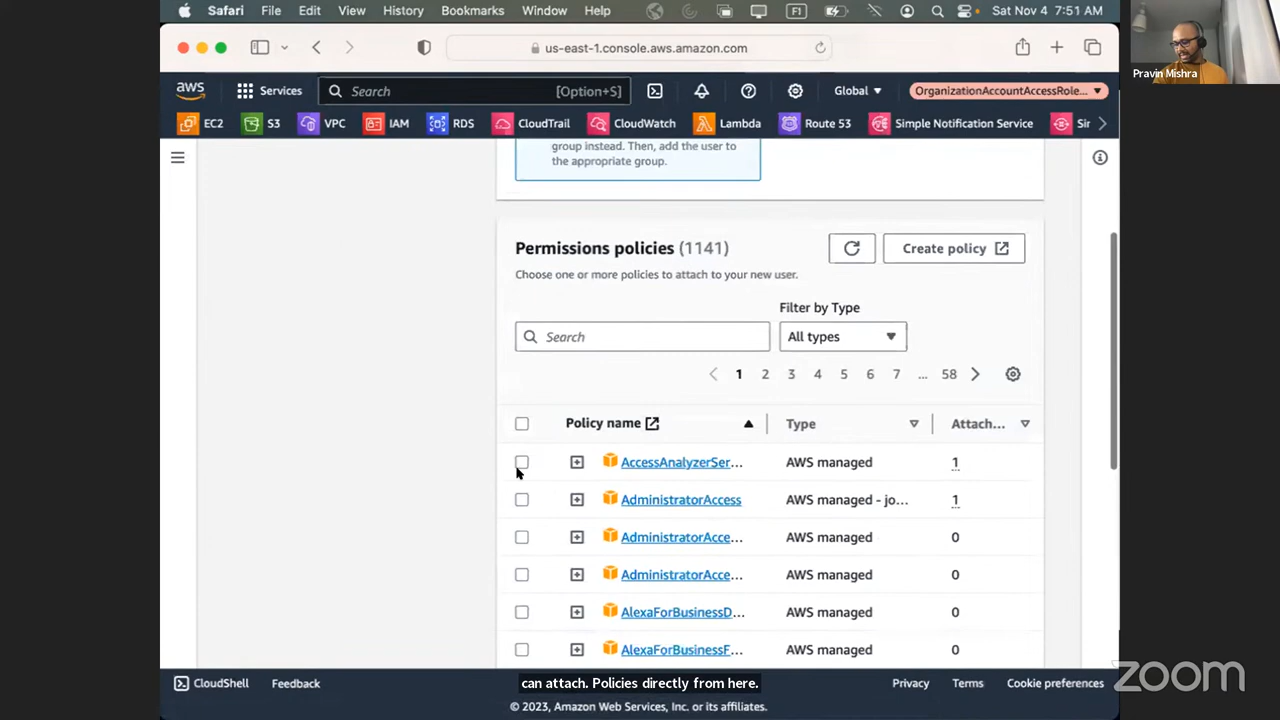 Safari File Edit View History Bookmarks Window Help Sat Nov 4 7:51 AM
Pravin Mishra
us-east-1.console.aws.amazon.com
aws Services Search [Option+S] Global OrganizationAccountAccessRole...
EC2 S3 VPC IAM RDS CloudTrail CloudWatch Lambda Route 53 Simple Notification Service Sir
group instead. Then, add the user to
the appropriate group.
Permissions policies (1141)
Create policy
Choose one or more policies to attach to your new user.
Filter by Type
Search All types
1 2 3 4 5 6 7 ... 58
Policy name Type Attach...
AccessAnalyzerSer... AWS managed 1
AdministratorAccess AWS managed - jo... 1
AdministratorAcce... AWS managed 0
AdministratorAcce... AWS managed 0
AlexaForBusinessD... AWS managed 0
AlexaForBusinessF... AWS managed 0
CloudShell Feedback can attach. Policies directly from here. Privacy Terms Cookie preferences
© 2023, Amazon Web Services, Inc. or its affiliates.
zoom